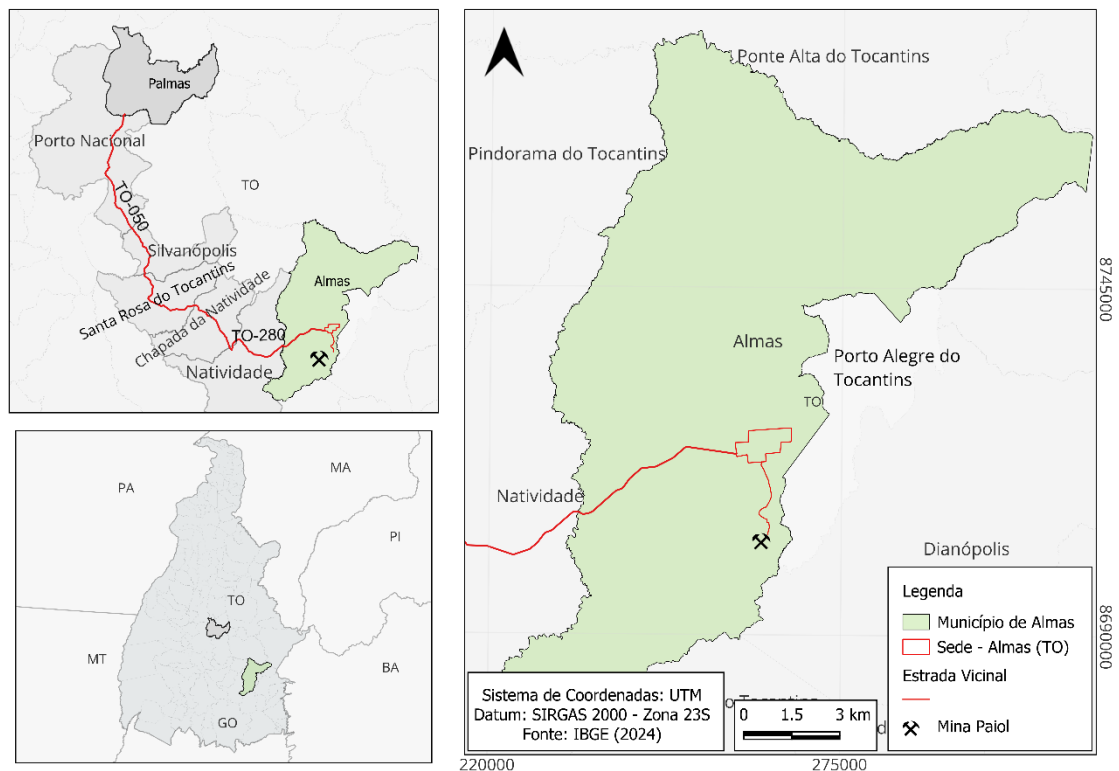 Palmas
Porto Nacional
TO-050
TO
Silvanópolis
Santa Rosa do Tocantins
Chapada da Natividade
Almas
TO-280
Natividade
PA
MA
PI
TO
MT
BA
GO
Ponte Alta do Tocantins
Pindorama do Tocantins
Almas
Porto Alegre do
Tocantins
TO
Natividade
Dianópolis
8745000
8690000
Legenda
Município de Almas
Sede - Almas (TO)
Estrada Vicinal
Mina Paiol
Sistema de Coordenadas: UTM
Datum: SIRGAS 2000 - Zona 23S
Fonte: IBGE (2024)
0 1.5 3 km
220000
275000